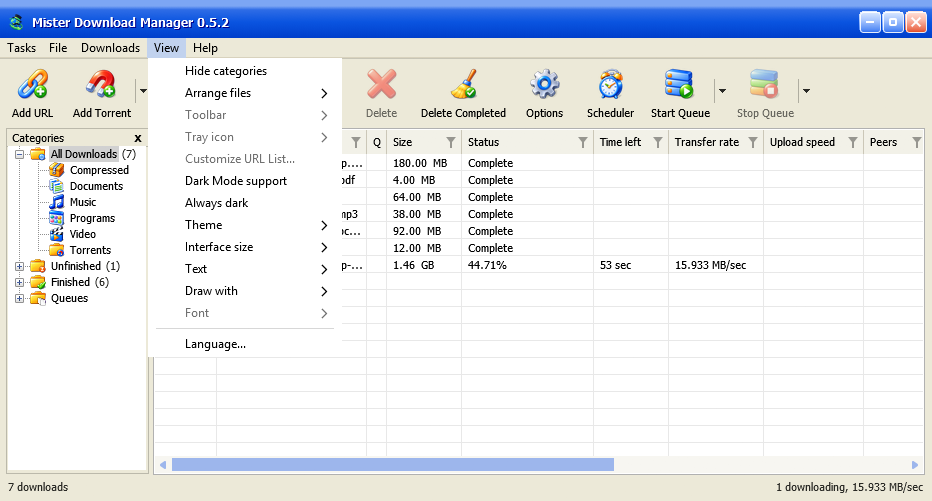 Mister Download Manager 0.5.2
Tasks File Downloads View Help
Add URL Add Torrent Delete Delete Completed Options Scheduler Start Queue Stop Queue
Hide categories
Arrange files
Toolbar
Tray icon
Customize URL List...
Dark Mode support
Always dark
Theme
Interface size
Text
Draw with
Font
Language...
Categories x
All Downloads (7)
Compressed
Documents
Music
Programs
Video
Torrents
Unfinished (1)
Finished (6)
Queues
Q Size Status Time left Transfer rate Upload speed Peers
p.... 180.00 MB Complete
pdf 4.00 MB Complete
64.00 MB Complete
mp3 38.00 MB Complete
oc... 92.00 MB Complete
12.00 MB Complete
p-... 1.46 GB 44.71% 53 sec 15.933 MB/sec
7 downloads 1 downloading, 15.933 MB/sec